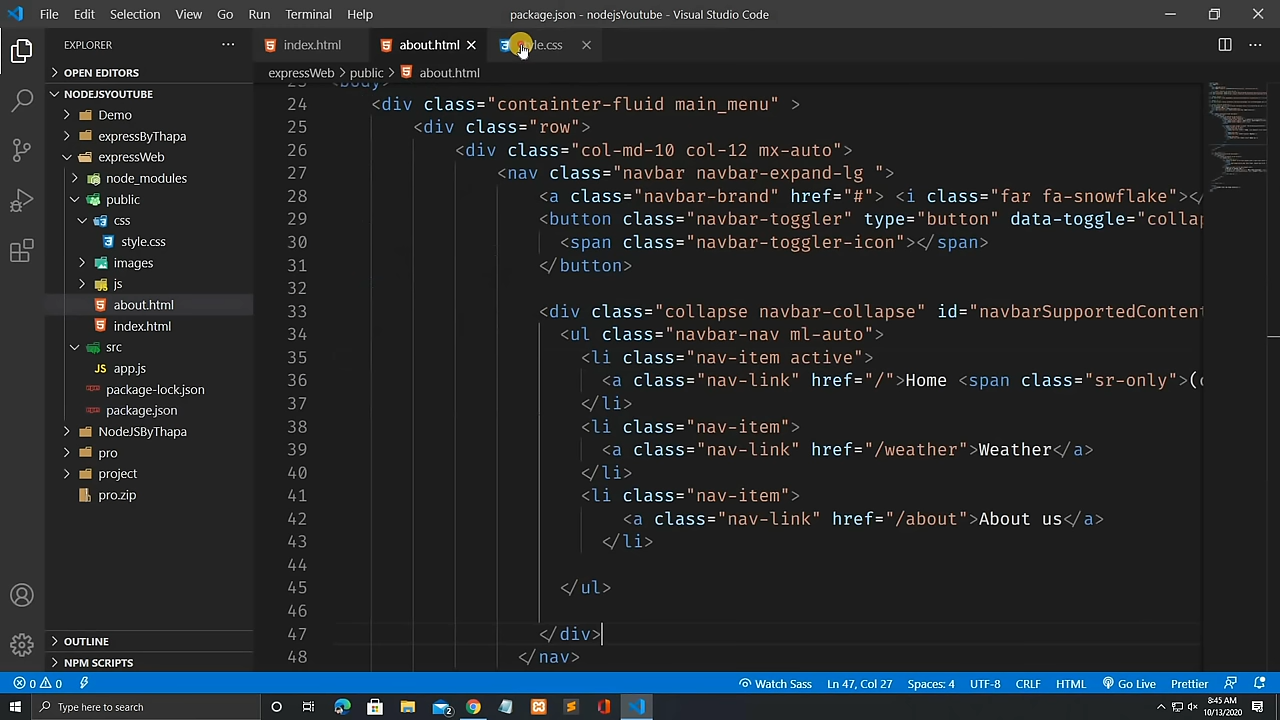 File Edit Selection View Go Run Terminal Help
package.json - nodejsYoutube - Visual Studio Code
EXPLORER
index.html
about.html
le.css
OPEN EDITORS
expressWeb > public > about.html
NODEJSYOUTUBE
Demo
expressByThapa
expressWeb
node_modules
public
css
style.css
images
js
about.html
index.html
src
app.js
package-lock.json
package.json
NodeJSByThapa
pro
project
pro.zip
OUTLINE
NPM SCRIPTS
24 <div class="containter-fluid main_menu" >
25 <div class="row">
26 <div class="col-md-10 col-12 mx-auto">
27 <nav class="navbar navbar-expand-lg ">
28 <a class="navbar-brand" href="#"> <i class="far fa-snowflake"></
29 <button class="navbar-toggler" type="button" data-toggle="collap
30 <span class="navbar-toggler-icon"></span>
31 </button>
32
33 <div class="collapse navbar-collapse" id="navbarSupportedContent
34 <ul class="navbar-nav ml-auto">
35 <li class="nav-item active">
36 <a class="nav-link" href="/">Home <span class="sr-only">(c
37 </li>
38 <li class="nav-item">
39 <a class="nav-link" href="/weather">Weather</a>
40 </li>
41 <li class="nav-item">
42 <a class="nav-link" href="/about">About us</a>
43 </li>
44
45 </ul>
46
47 </div>
48 </nav>
0 0
Watch Sass Ln 47, Col 27 Spaces: 4 UTF-8 CRLF HTML Go Live Prettier
Type here to search
8:45 AM
10/13/2020